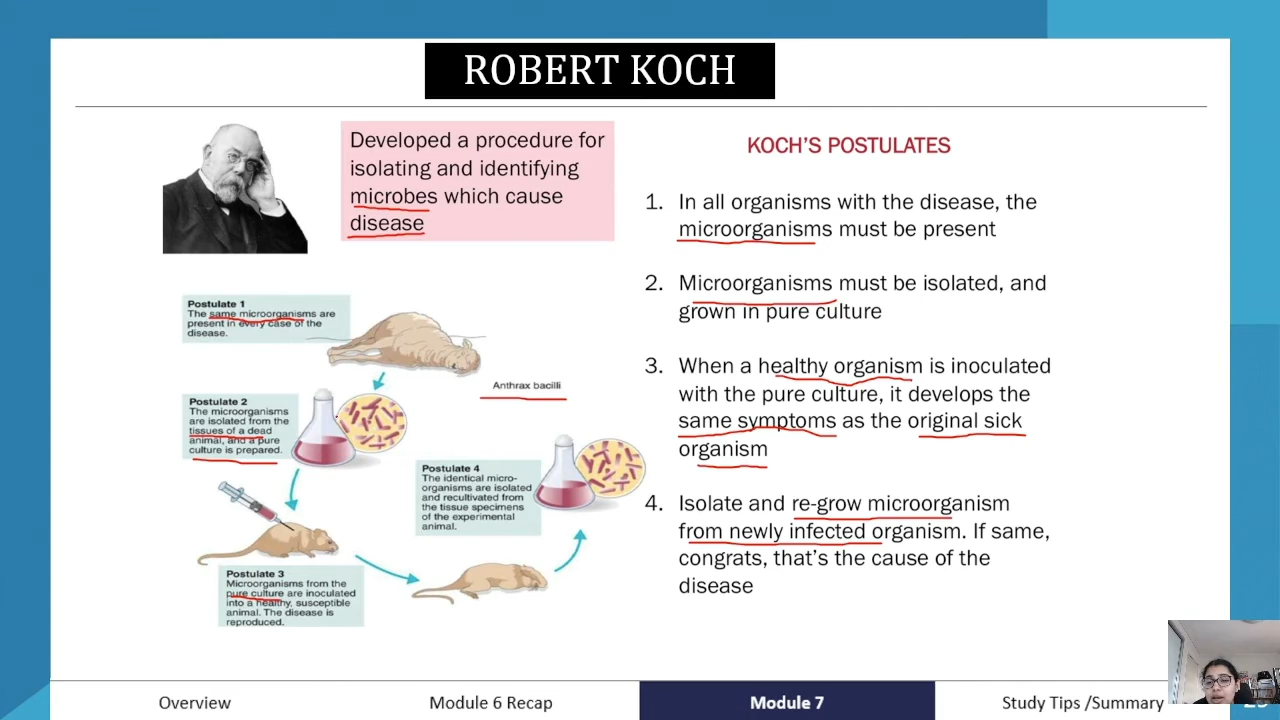 ROBERT KOCH
Developed a procedure for
isolating and identifying
microbes which cause
disease
KOCH'S POSTULATES
1. In all organisms with the disease, the
microorganisms must be present
2. Microorganisms must be isolated, and
grown in pure culture
3. When a healthy organism is inoculated
with the pure culture, it develops the
same symptoms as the original sick
organism
4. Isolate and re-grow microorganism
from newly infected organism. If same,
congrats, that's the cause of the
disease
Postulate 1
The same microorganisms are
present in every case of the
disease.
Anthrax bacilli
Postulate 2
The microorganisms
are isolated from the
tissues of a dead
animal, and a pure
culture is prepared.
Postulate 4
The identical micro-
organisms are isolated
and recultivated from
the tissue specimens
of the experimental
animal.
Postulate 3
Microorganisms from the
pure culture are inoculated
into a healthy, susceptible
animal. The disease is
reproduced.
Overview
Module 6 Recap
Module 7
Study Tips /Summary